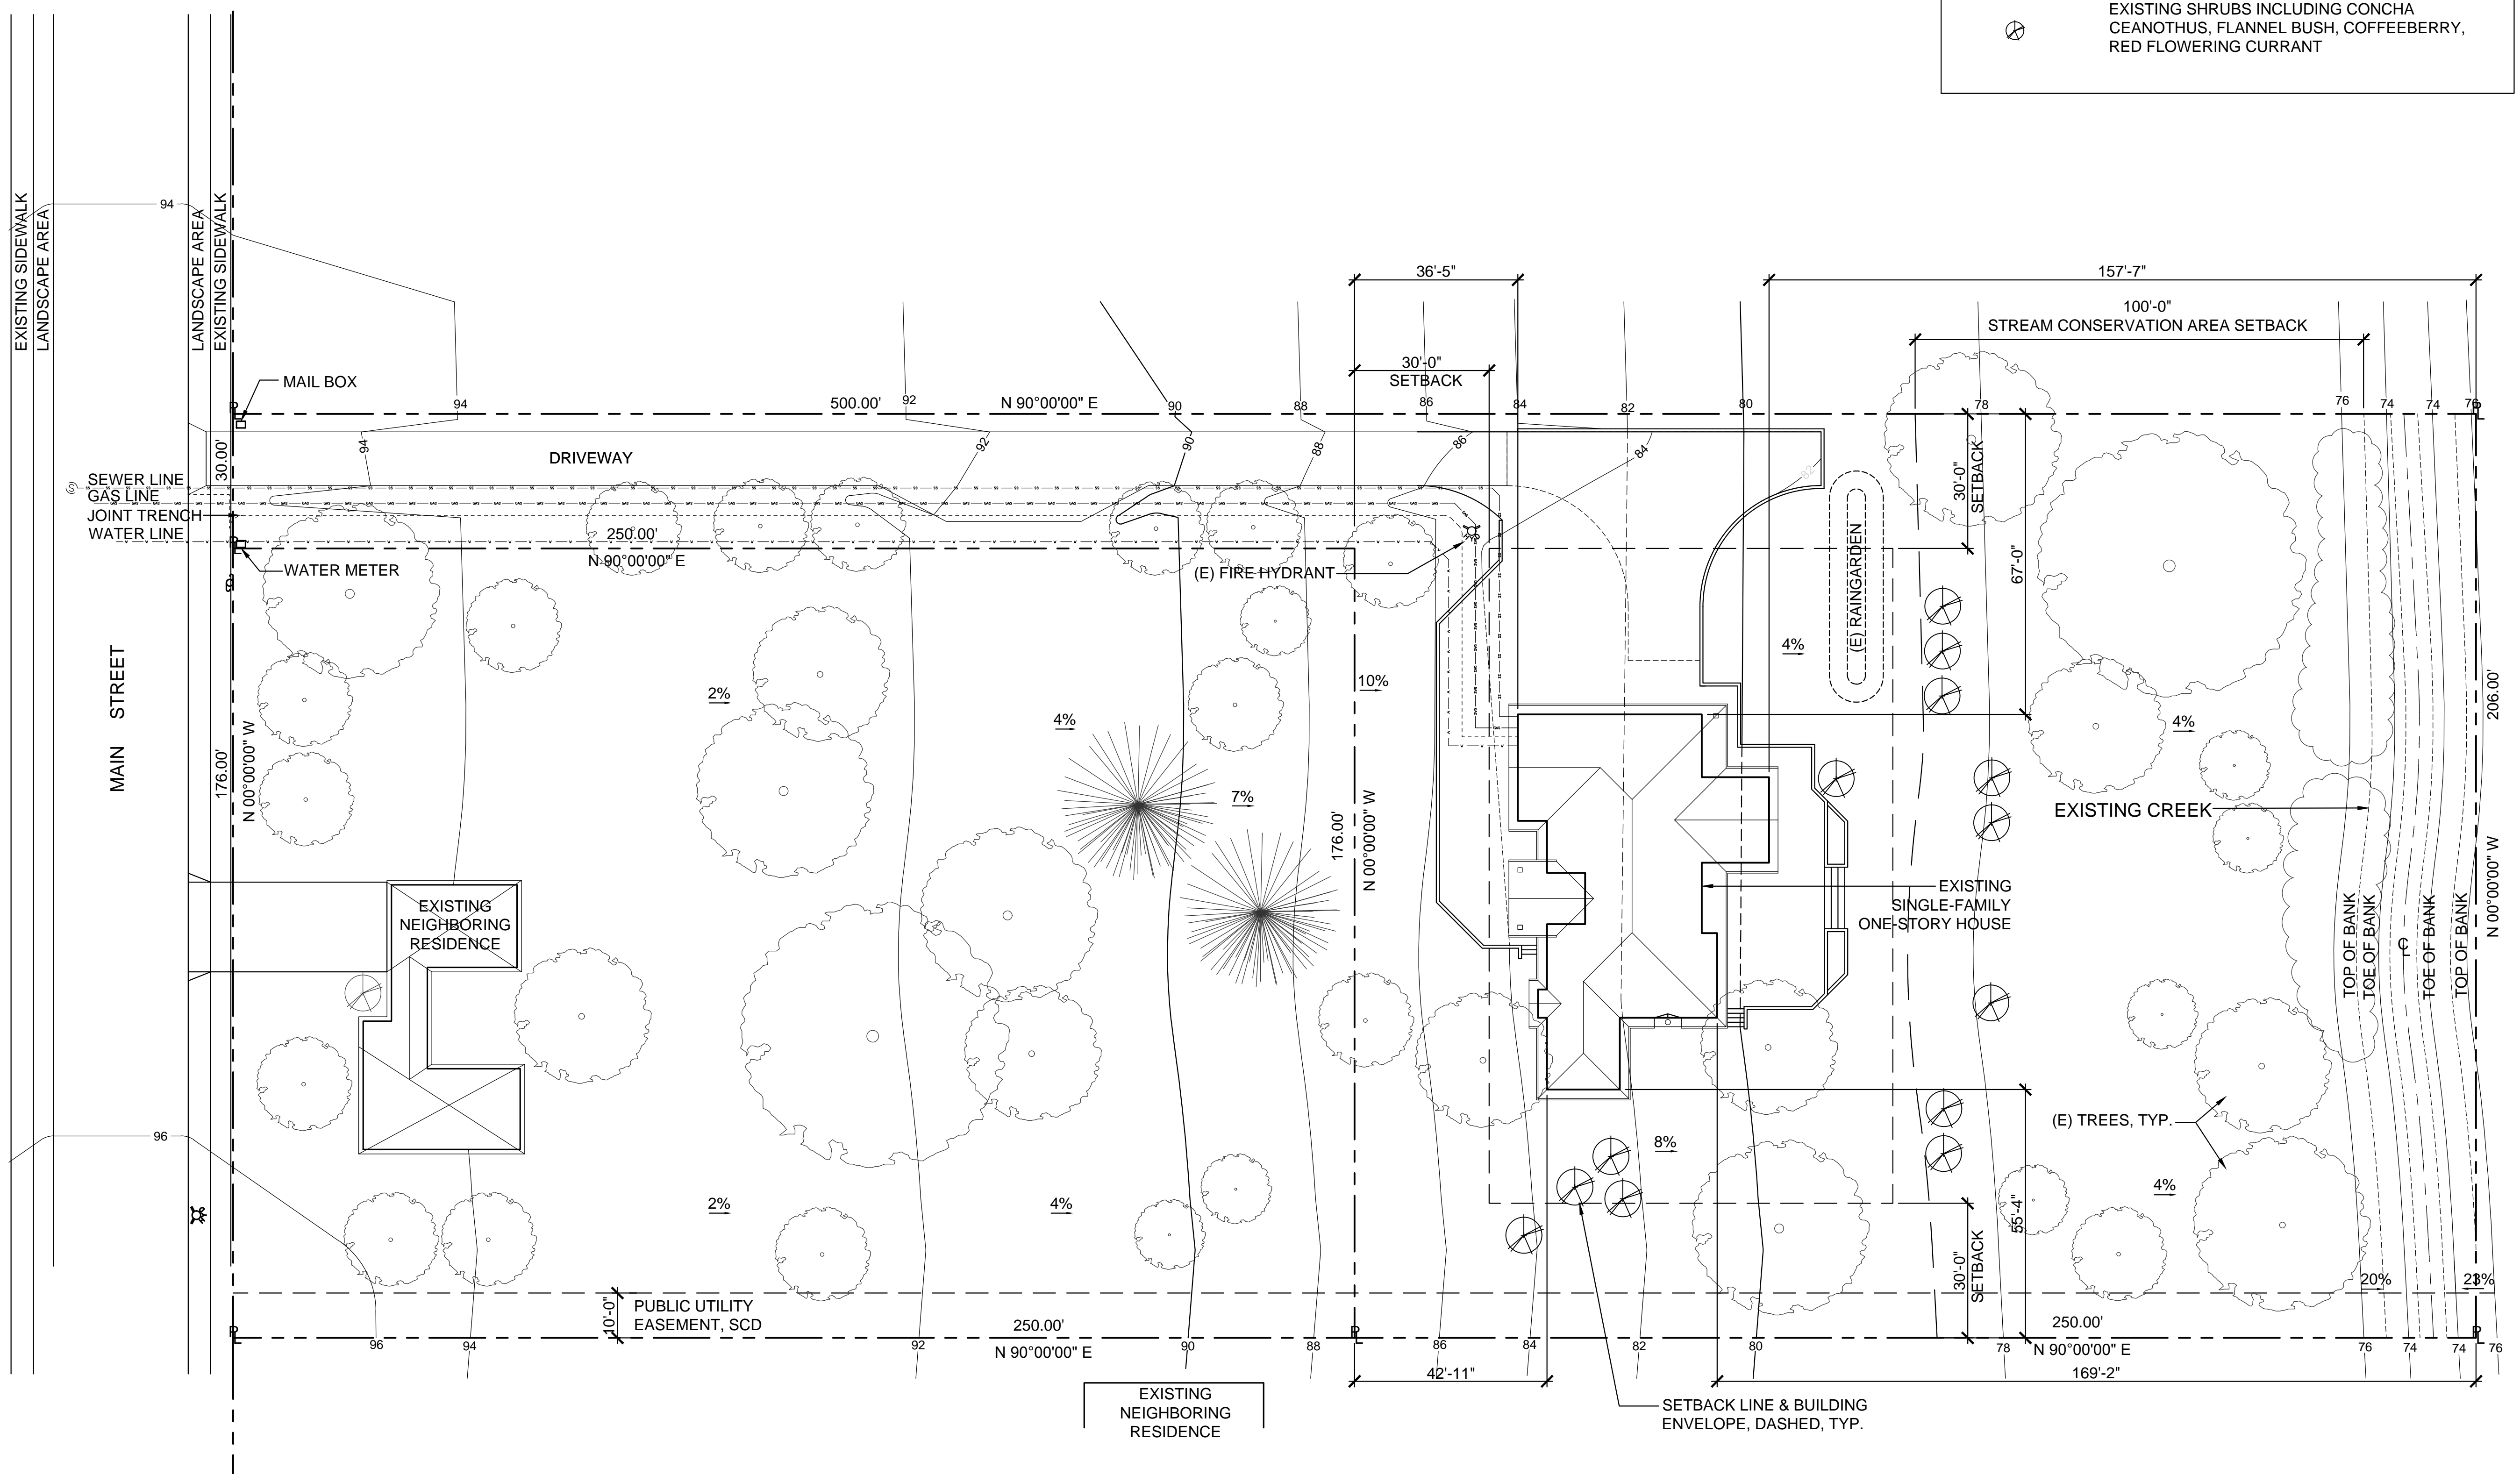 EXISTING SHRUBS INCLUDING CONCHA
CEANOTHUS, FLANNEL BUSH, COFFEEBERRY,
RED FLOWERING CURRANT
EXISTING SIDEWALK
LANDSCAPE AREA
LANDSCAPE AREA
EXISTING SIDEWALK
94
36'-5"
157'-7"
100'-0"
STREAM CONSERVATION AREA SETBACK
30'-0"
SETBACK
MAIL BOX
94
500.00'
92
N 90°00'00" E
90
88
86
84
82
80
78
76
74
74
76
30.00'
94
DRIVEWAY
92
90
88
86
84
82
30'-0"
SETBACK
67'-0"
SEWER LINE
GAS LINE
JOINT TRENCH
WATER LINE
250.00'
N 90°00'00" E
WATER METER
(E) FIRE HYDRANT
(E) RAINGARDEN
4%
MAIN STREET
176.00'
N 00°00'00" W
2%
4%
10%
7%
176.00'
N 00°00'00" W
4%
206.00'
N 00°00'00" W
EXISTING CREEK
EXISTING
NEIGHBORING
RESIDENCE
EXISTING
SINGLE-FAMILY
ONE-STORY HOUSE
TOP OF BANK
TOE OF BANK
TOE OF BANK
TOP OF BANK
(E) TREES, TYP.
96
8%
2%
4%
4%
55'-4"
30'-0"
SETBACK
20%
23%
10'-0"
PUBLIC UTILITY
EASEMENT, SCD
250.00'
N 90°00'00" E
250.00'
N 90°00'00" E
96
94
92
90
88
86
84
82
80
78
76
74
74
76
42'-11"
169'-2"
EXISTING
NEIGHBORING
RESIDENCE
SETBACK LINE & BUILDING
ENVELOPE, DASHED, TYP.